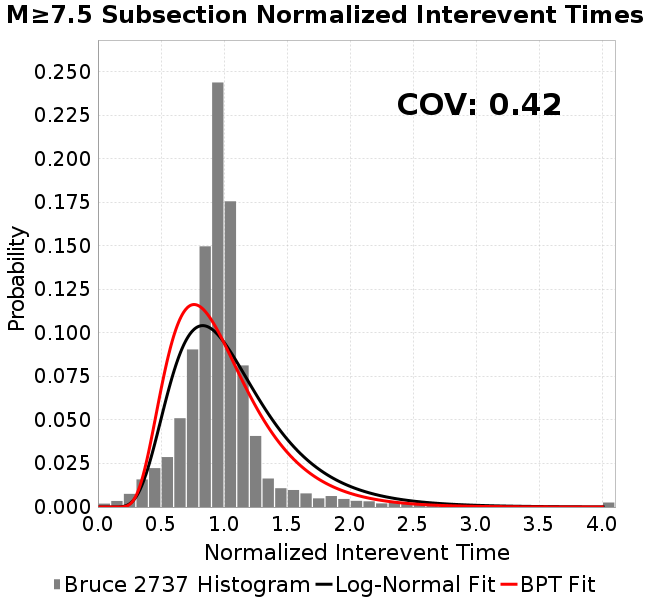 M≥7.5 Subsection Normalized Interevent Times
COV: 0.42
Probability
0.250
0.225
0.200
0.175
0.150
0.125
0.100
0.075
0.050
0.025
0.000
0.0 0.5 1.0 1.5 2.0 2.5 3.0 3.5 4.0
Normalized Interevent Time
Bruce 2737 Histogram Log-Normal Fit BPT Fit